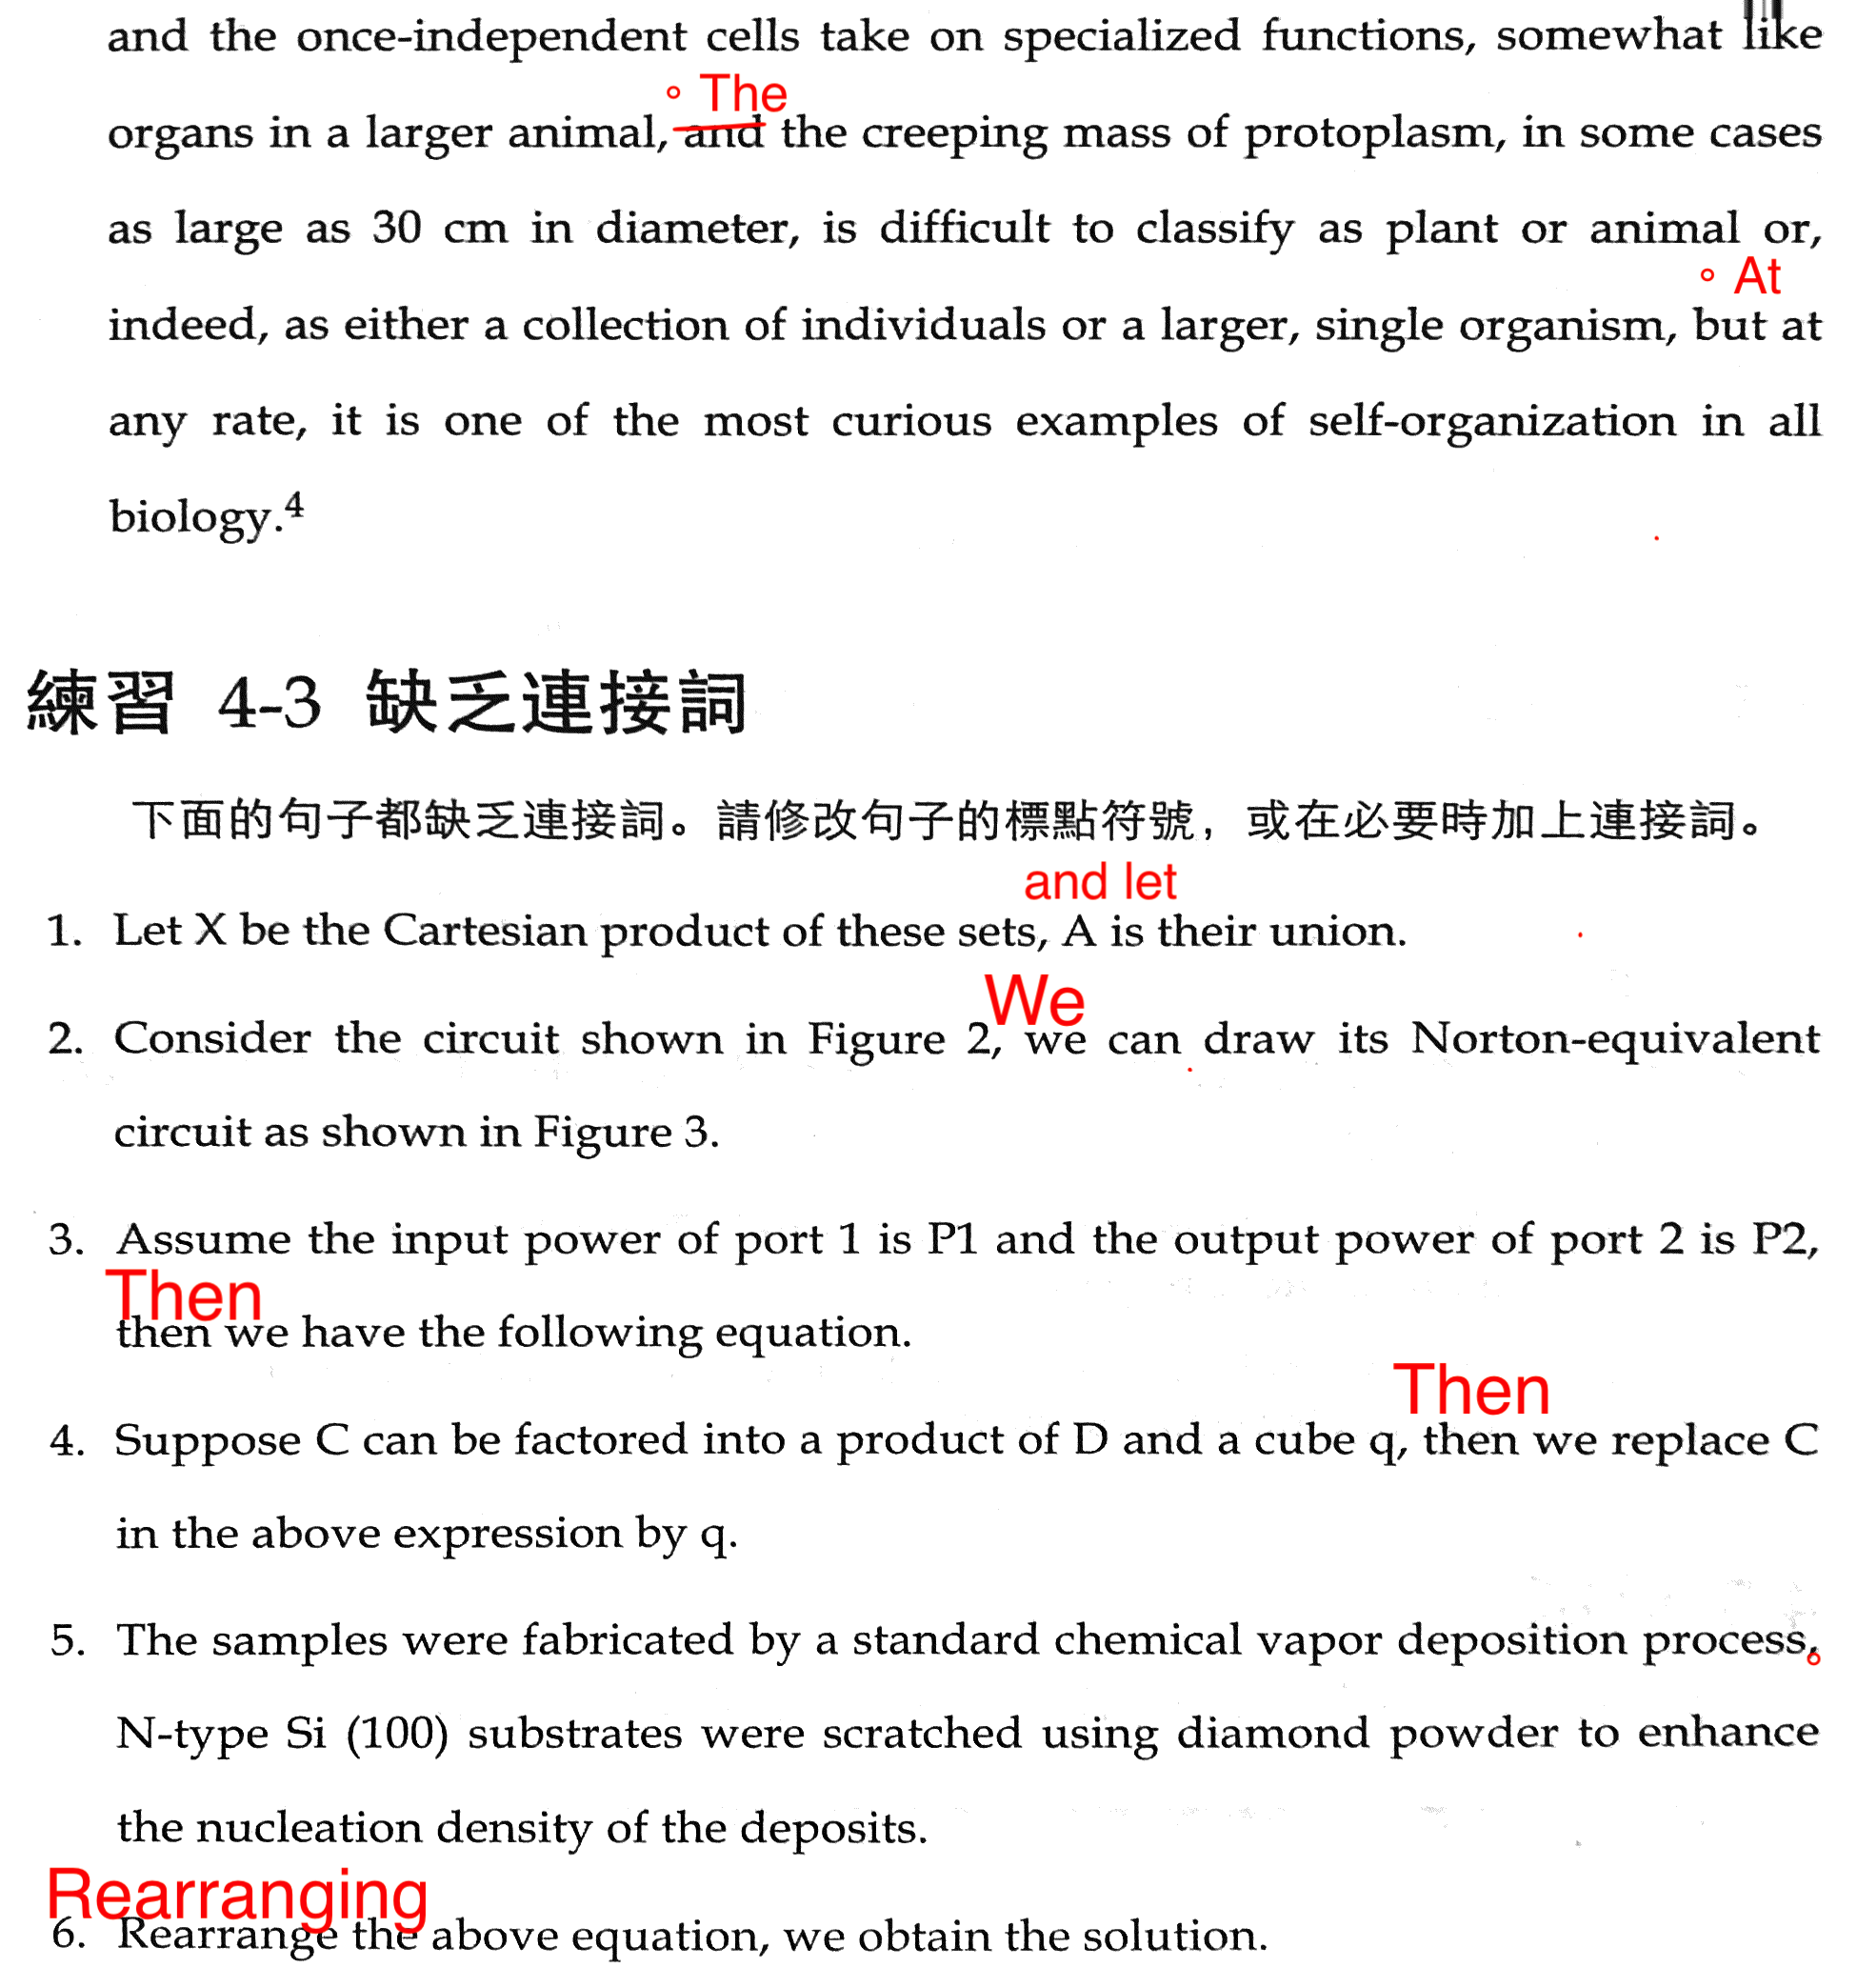 and the once-independent cells take on specialized functions, somewhat like
。The
organs in a larger animal, and the creeping mass of protoplasm, in some cases
as large as 30 cm in diameter, is difficult to classify as plant or animal or,
。At
indeed, as either a collection of individuals or a larger, single organism, but at
any rate, it is one of the most curious examples of self-organization in all
biology.4
練習 4-3 缺乏連接詞
下面的句子都缺乏連接詞。請修改句子的標點符號，或在必要時加上連接詞。
and let
1. Let X be the Cartesian product of these sets, A is their union.
We
2. Consider the circuit shown in Figure 2, we can draw its Norton-equivalent
circuit as shown in Figure 3.
3. Assume the input power of port 1 is P1 and the output power of port 2 is P2,
Then
then we have the following equation.
Then
4. Suppose C can be factored into a product of D and a cube q, then we replace C
in the above expression by q.
5. The samples were fabricated by a standard chemical vapor deposition process,。
N-type Si (100) substrates were scratched using diamond powder to enhance
the nucleation density of the deposits.
Rearranging
6. Rearrange the above equation, we obtain the solution.